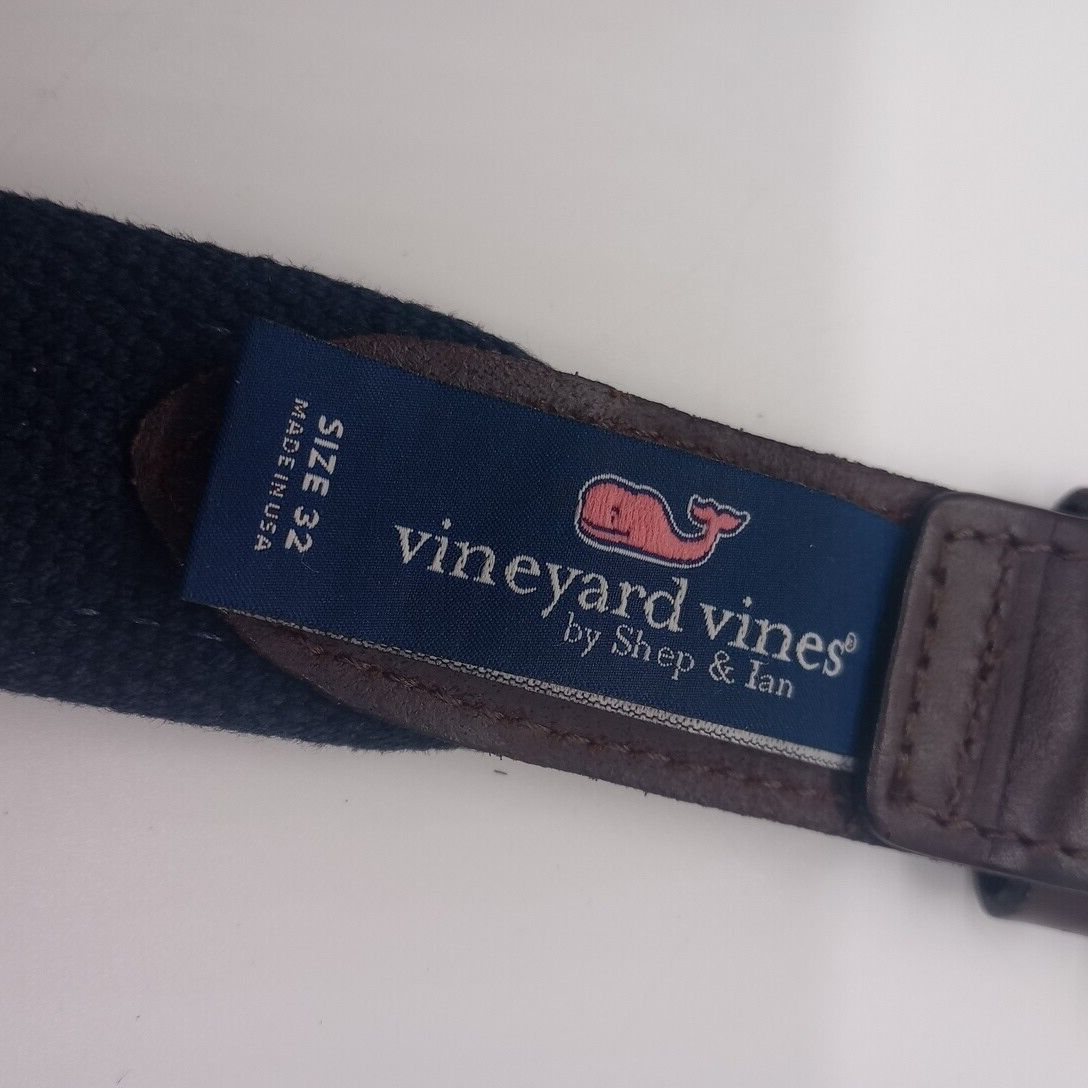 vineyard vines®
by Shep & Ian
SIZE 32
MADE IN USA